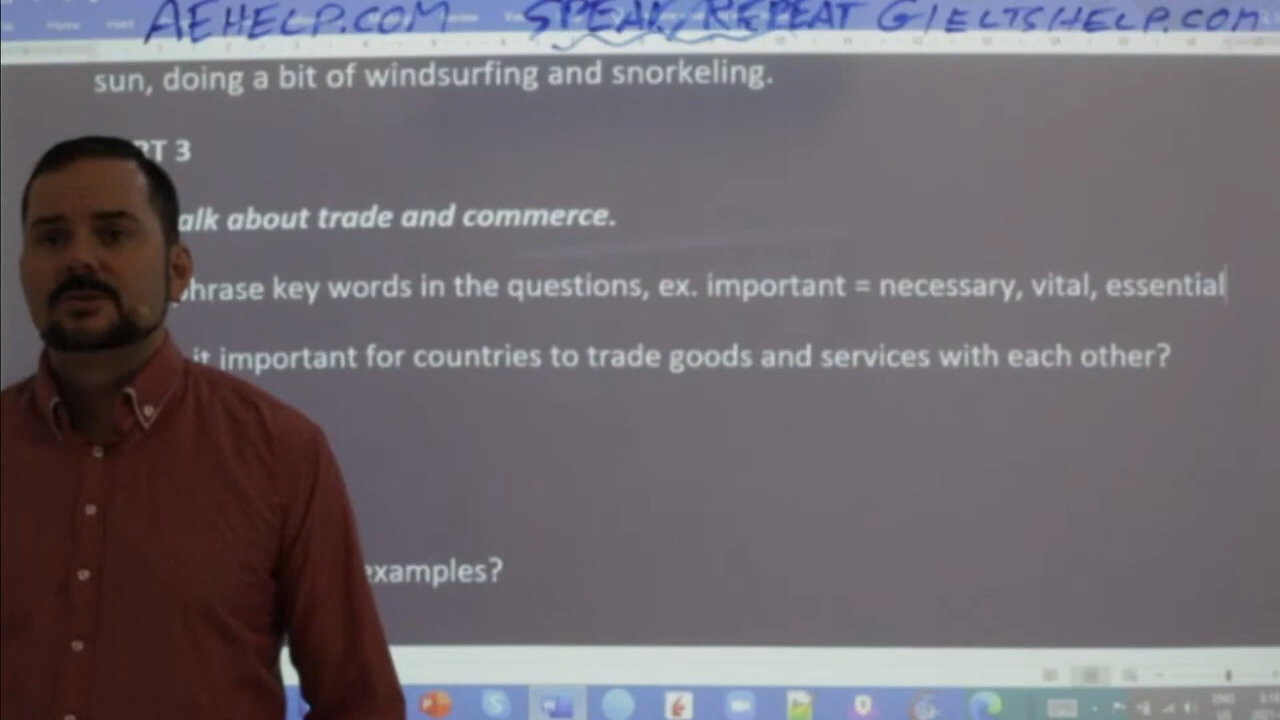 AEHELP.COM SPEAK, REPEAT GIELTSHELP.COM
sun, doing a bit of windsurfing and snorkeling.
RT 3
alk about trade and commerce.
phrase key words in the questions, ex. important = necessary, vital, essential
it important for countries to trade goods and services with each other?
examples?